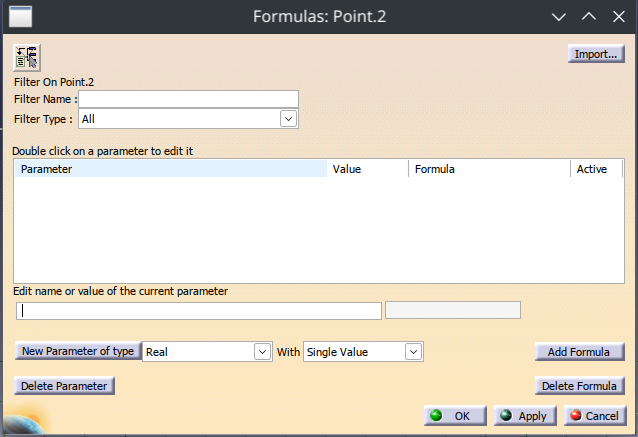 Formulas: Point.2
Import...
Filter On Point.2
Filter Name :
Filter Type : All
Double click on a parameter to edit it
Parameter Value Formula Active
Edit name or value of the current parameter
New Parameter of type Real With Single Value Add Formula
Delete Parameter Delete Formula
OK Apply Cancel